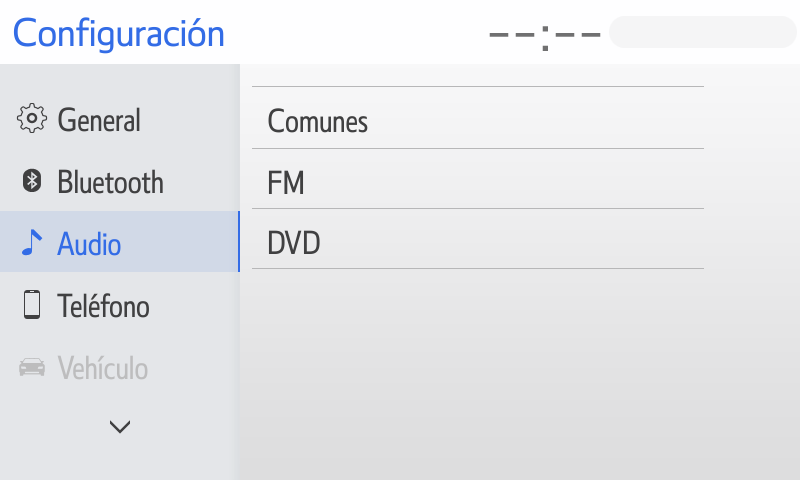 Configuración
--:--
General
Bluetooth
Audio
Teléfono
Vehículo
Comunes
FM
DVD